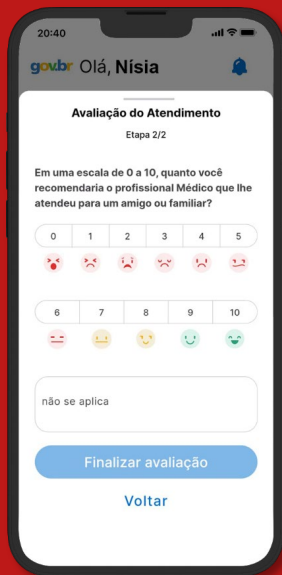 20:40
gov.br Olá, Nísia
Avaliação do Atendimento
Etapa 2/2
Em uma escala de 0 a 10, quanto você
recomendaria o profissional Médico que lhe
atendeu para um amigo ou familiar?
0 1 2 3 4 5
6 7 8 9 10
não se aplica
Finalizar avaliação
Voltar